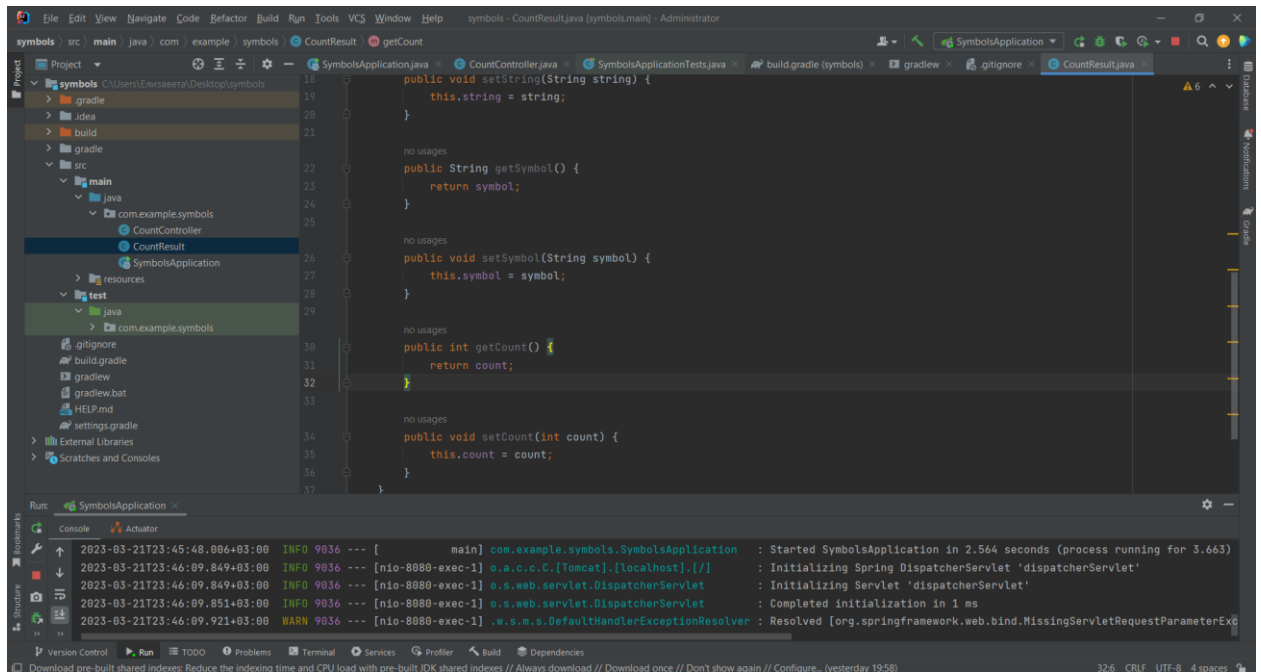 File Edit View Navigate Code Refactor Build Run Tools VCS Window Help symbols - CountResult.java [symbols.main] - Administrator
symbols src main java com example symbols CountResult getCount SymbolsApplication
Project
SymbolsApplication.java CountController.java SymbolsApplicationTests.java build.gradle (symbols) gradlew .gitignore CountResult.java
Project
symbols C:\Users\Елизавета\Desktop\symbols
.gradle
.idea
build
gradle
src
main
java
com.example.symbols
CountController
CountResult
SymbolsApplication
resources
test
java
com.example.symbols
.gitignore
build.gradle
gradlew
gradlew.bat
HELP.md
settings.gradle
External Libraries
Scratches and Consoles
18 public void setString(String string) {
19 this.string = string;
20 }
21
no usages
22 public String getSymbol() {
23 return symbol;
24 }
25
no usages
26 public void setSymbol(String symbol) {
27 this.symbol = symbol;
28 }
29
no usages
30 public int getCount() {
31 return count;
32 }
33
no usages
34 public void setCount(int count) {
35 this.count = count;
36 }
37 }
6
Database
Notifications
Gradle
Run: SymbolsApplication
Console Actuator
2023-03-21T23:45:48.006+03:00 INFO 9036 --- [ main] com.example.symbols.SymbolsApplication : Started SymbolsApplication in 2.564 seconds (process running for 3.663)
2023-03-21T23:46:09.849+03:00 INFO 9036 --- [nio-8080-exec-1] o.a.c.c.C.[Tomcat].[localhost].[/] : Initializing Spring DispatcherServlet 'dispatcherServlet'
2023-03-21T23:46:09.849+03:00 INFO 9036 --- [nio-8080-exec-1] o.s.web.servlet.DispatcherServlet : Initializing Servlet 'dispatcherServlet'
2023-03-21T23:46:09.851+03:00 INFO 9036 --- [nio-8080-exec-1] o.s.web.servlet.DispatcherServlet : Completed initialization in 1 ms
2023-03-21T23:46:09.921+03:00 WARN 9036 --- [nio-8080-exec-1] .w.s.m.s.DefaultHandlerExceptionResolver : Resolved [org.springframework.web.bind.MissingServletRequestParameterExc
Bookmarks
Structure
Version Control Run TODO Problems Terminal Services Profiler Build Dependencies
Download pre-built shared indexes: Reduce the indexing time and CPU load with pre-built JDK shared indexes // Always download // Download once // Don't show again // Configure... (yesterday 19:58) 32:6 CRLF UTF-8 4 spaces